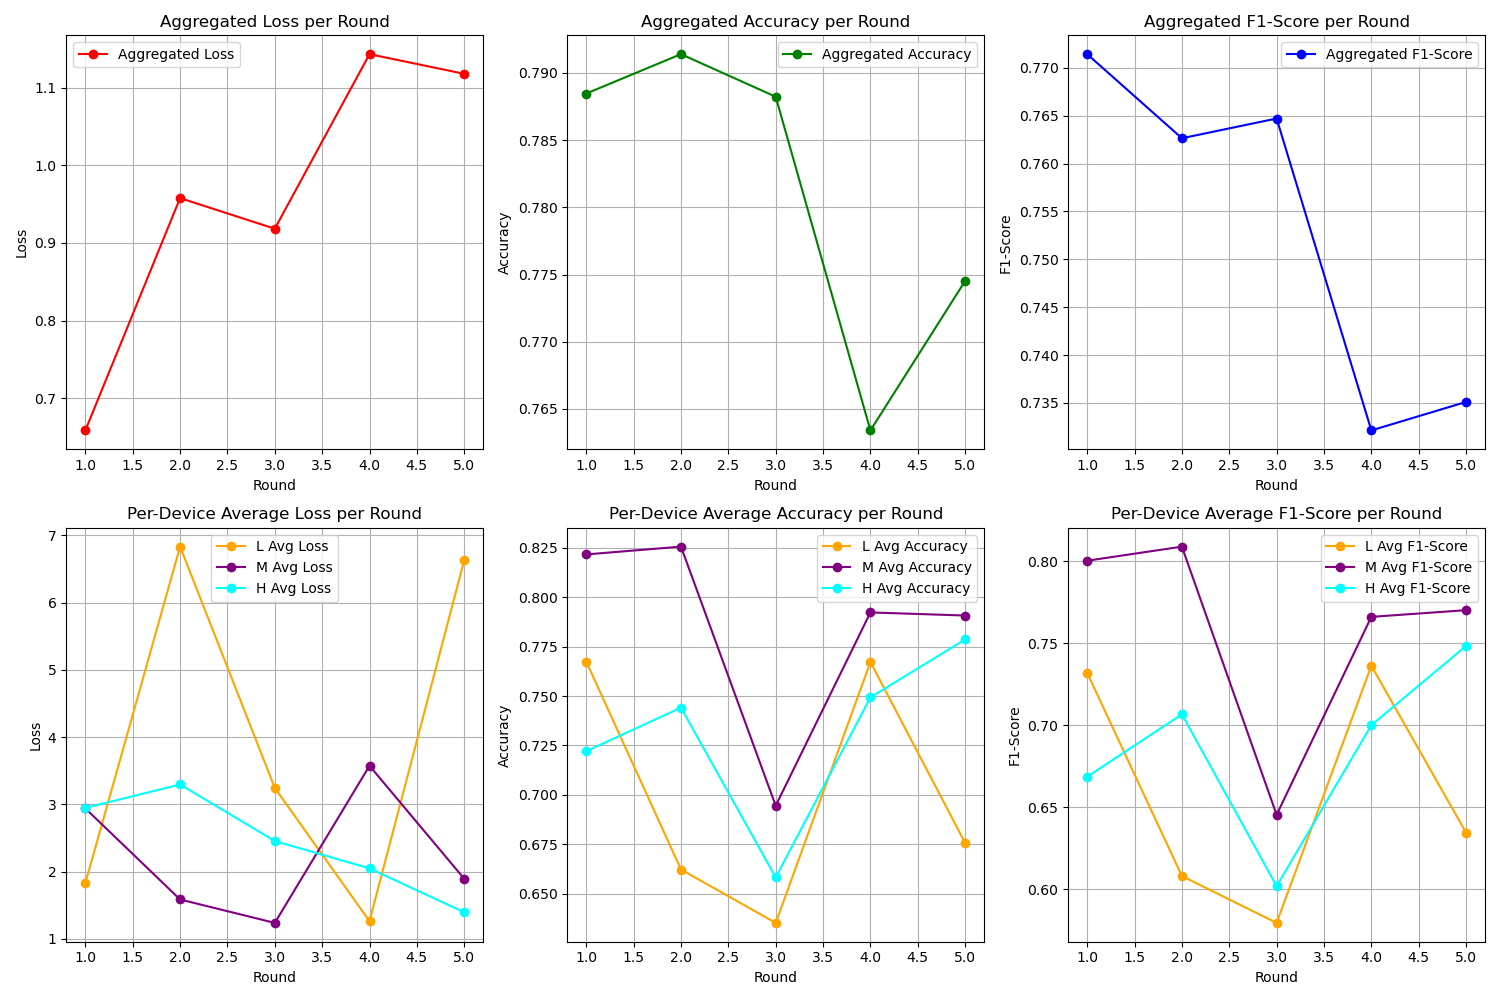 Aggregated Loss per Round
Aggregated Loss
1.1
1.0
0.9
0.8
0.7
Loss
1.0 1.5 2.0 2.5 3.0 3.5 4.0 4.5 5.0
Round
Aggregated Accuracy per Round
Aggregated Accuracy
0.790
0.785
0.780
0.775
0.770
0.765
Accuracy
1.0 1.5 2.0 2.5 3.0 3.5 4.0 4.5 5.0
Round
Aggregated F1-Score per Round
Aggregated F1-Score
0.770
0.765
0.760
0.755
0.750
0.745
0.740
0.735
F1-Score
1.0 1.5 2.0 2.5 3.0 3.5 4.0 4.5 5.0
Round
Per-Device Average Loss per Round
L Avg Loss
M Avg Loss
H Avg Loss
7
6
5
4
3
2
1
Loss
1.0 1.5 2.0 2.5 3.0 3.5 4.0 4.5 5.0
Round
Per-Device Average Accuracy per Round
L Avg Accuracy
M Avg Accuracy
H Avg Accuracy
0.825
0.800
0.775
0.750
0.725
0.700
0.675
0.650
Accuracy
1.0 1.5 2.0 2.5 3.0 3.5 4.0 4.5 5.0
Round
Per-Device Average F1-Score per Round
L Avg F1-Score
M Avg F1-Score
H Avg F1-Score
0.80
0.75
0.70
0.65
0.60
F1-Score
1.0 1.5 2.0 2.5 3.0 3.5 4.0 4.5 5.0
Round